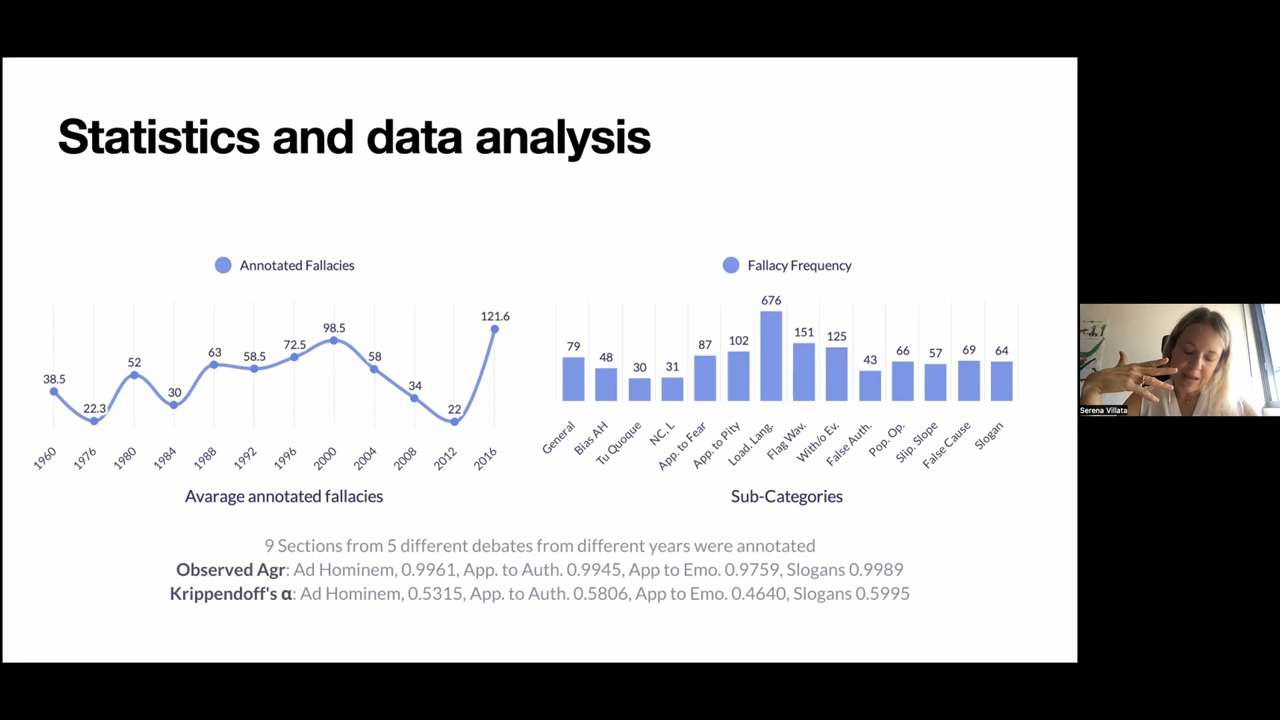 Statistics and data analysis
Annotated Fallacies
38.5
22.3
52
30
63
58.5
72.5
98.5
58
34
22
121.6
1960
1976
1980
1984
1988
1992
1996
2000
2004
2008
2012
2016
Avarage annotated fallacies
Fallacy Frequency
79
48
30
31
87
102
676
151
125
43
66
57
69
64
General
Bias AH
Tu Quoque
NC. L
App. to Fear
App. to Pity
Load. Lang.
Flag Wav.
With/o Ev.
False Auth.
Pop. Op.
Slip. Slope
False Cause
Slogan
Sub-Categories
9 Sections from 5 different debates from different years were annotated
Observed Agr: Ad Hominem, 0.9961, App. to Auth. 0.9945, App to Emo. 0.9759, Slogans 0.9989
Krippendoff's α: Ad Hominem, 0.5315, App. to Auth. 0.5806, App to Emo. 0.4640, Slogans 0.5995
Serena Villata